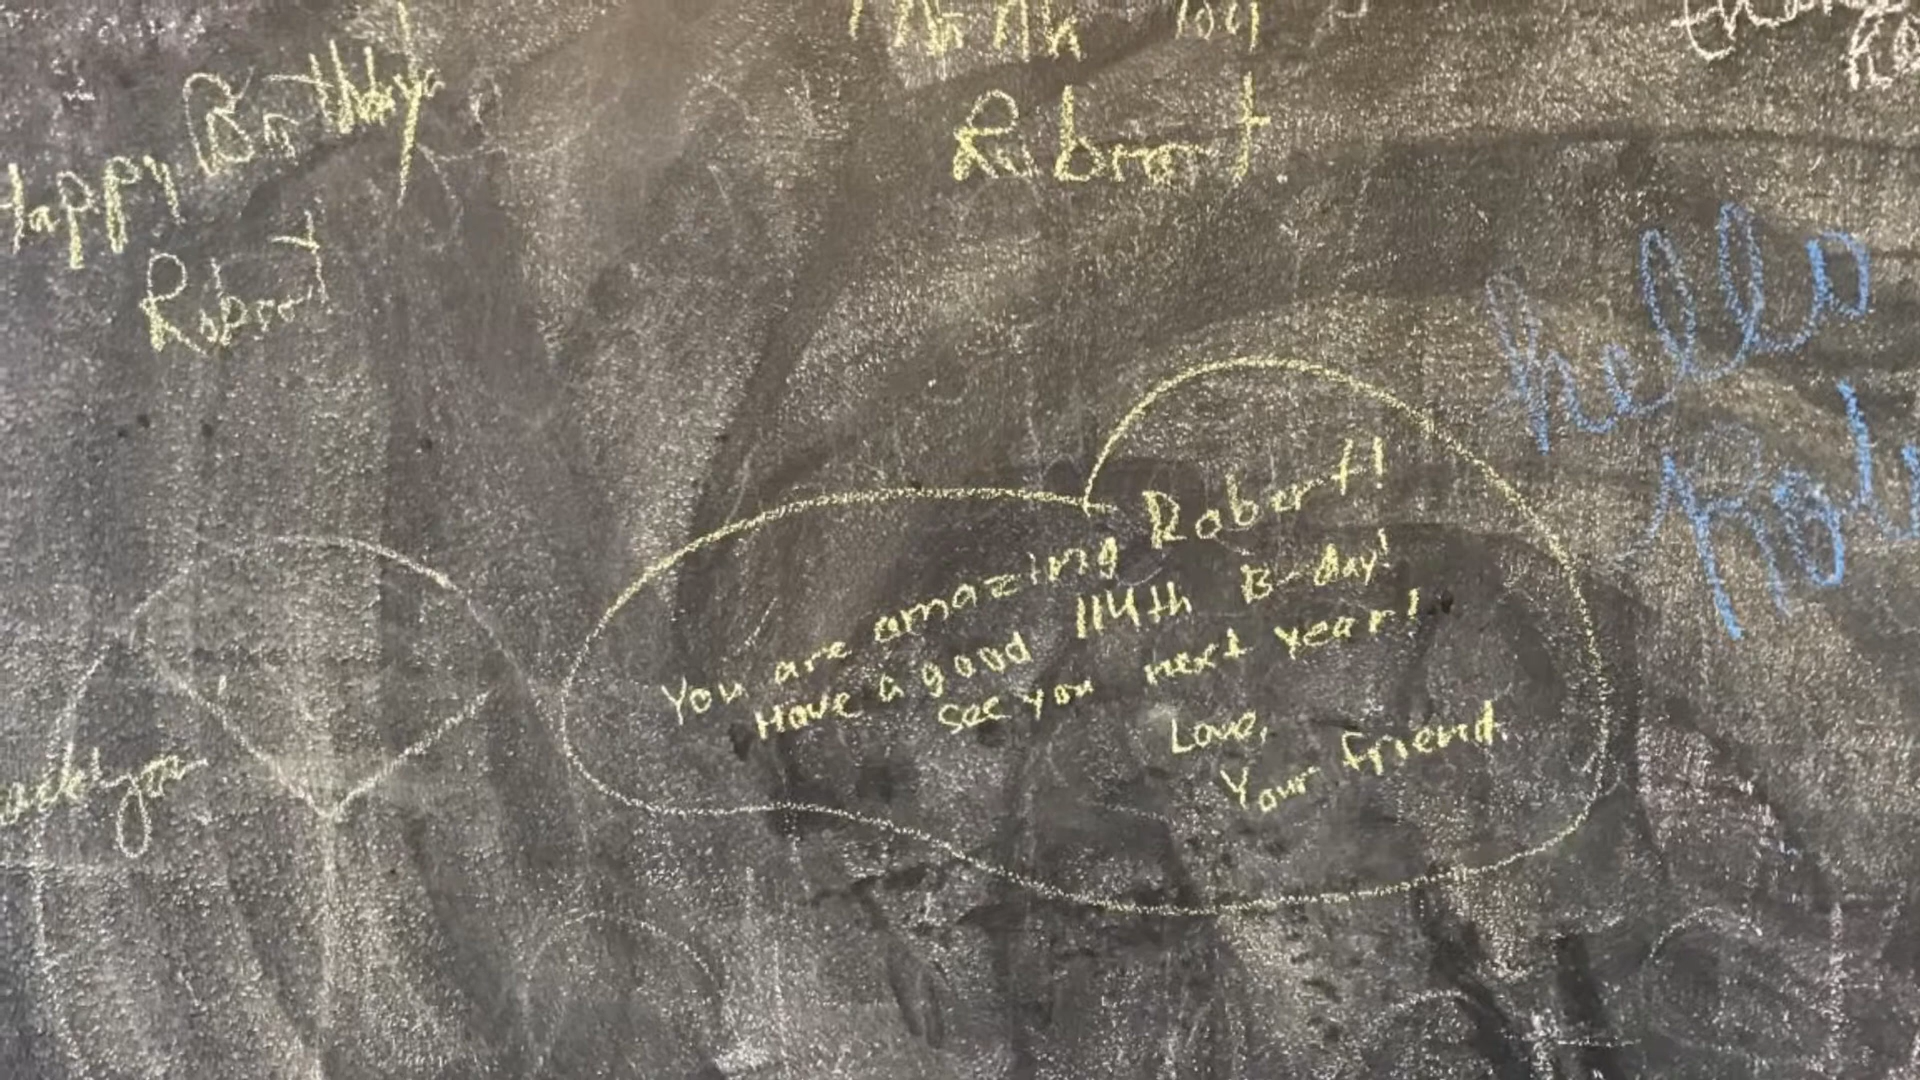 Happy Birthday
Robert
Thank You
Robert
hello
You are amazing Robert!
Have a good 114th B-day!
See you next year!
Love,
Your friend.
you